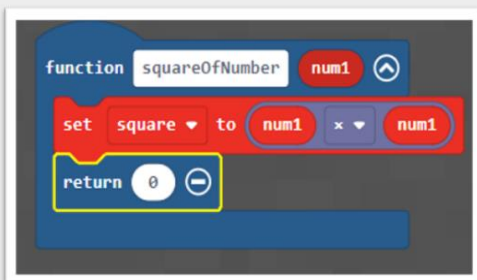 function squareOfNumber num1
set square to num1 × num1
return 0